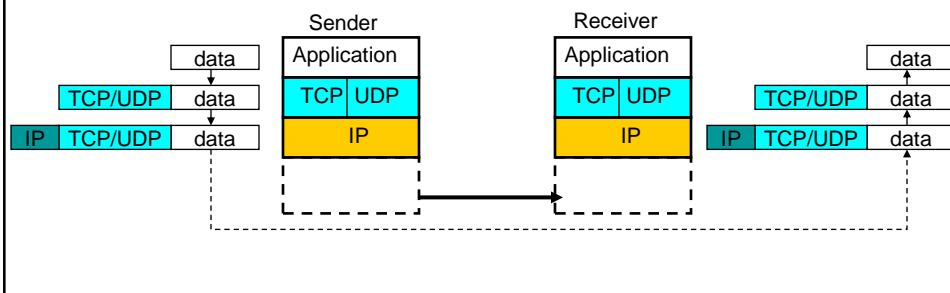 Sender
Receiver
data
Application
Application
data
TCP/UDP
data
TCP
UDP
TCP
UDP
TCP/UDP
data
IP
TCP/UDP
data
IP
IP
IP
TCP/UDP
data